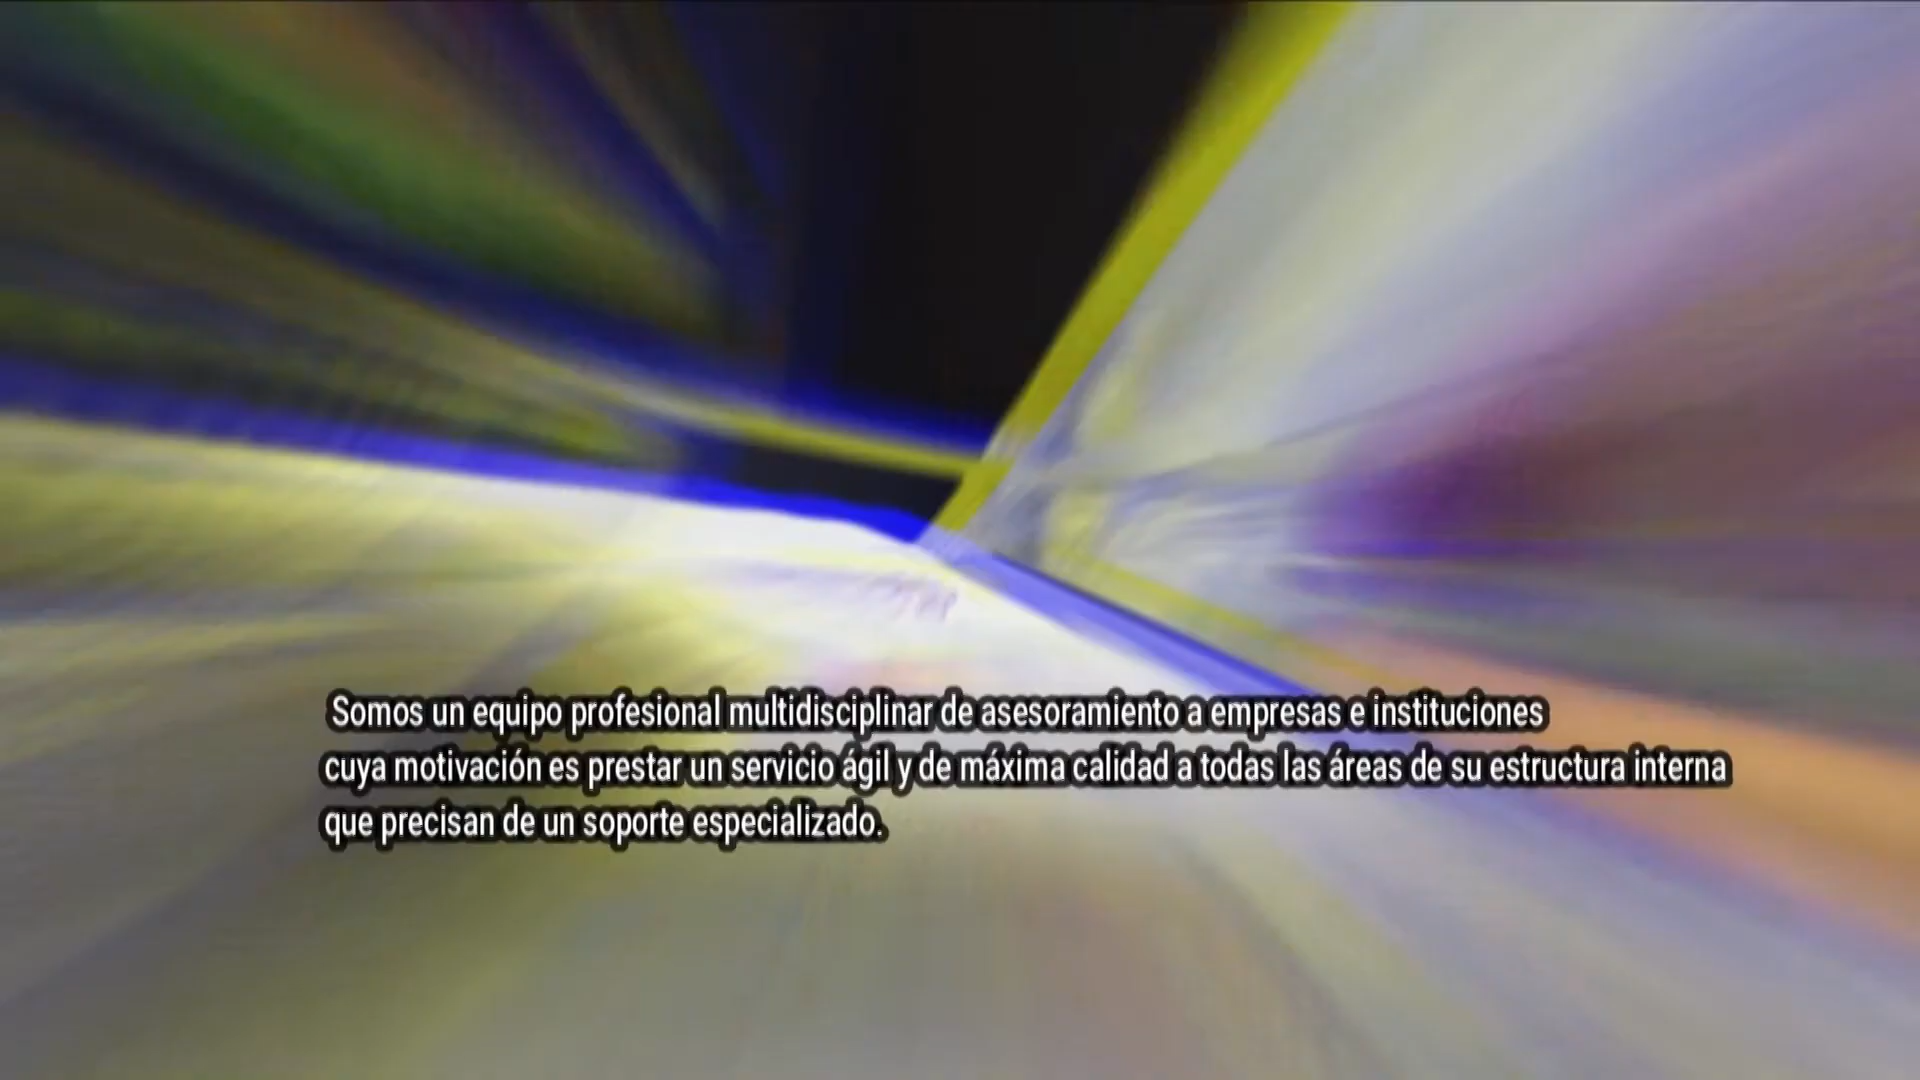 Somos un equipo profesional multidisciplinar de asesoramiento a empresas e instituciones
cuya motivación es prestar un servicio ágil y de máxima calidad a todas las áreas de su estructura interna
que precisan de un soporte especializado.